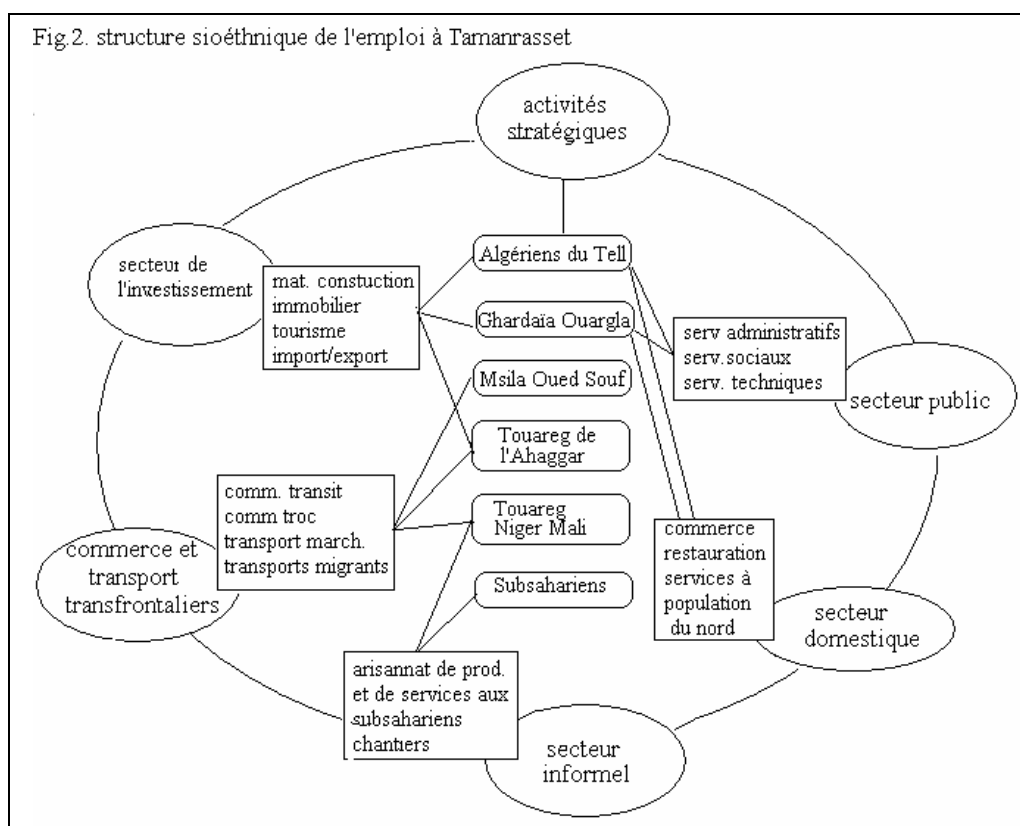 Fig.2. structure sioéthnique de l'emploi à Tamanrasset
activités
stratégiques
secteur de
l'investissement
mat. constuction
immobilier
tourisme
import/export
Algériens du Tell
Ghardaïa Ouargla
Msila Oued Souf
Touareg de
l'Ahaggar
Touareg
Niger Mali
Subsahariens
serv administratifs
serv.sociaux
serv. techniques
secteur public
comm. transit
comm troc
transport march.
transports migrants
commerce et
transport
transfrontaliers
commerce
restauration
services à
population
du nord
secteur
domestique
arisannat de prod.
et de services aux
subsahariens
chantiers
secteur
informel